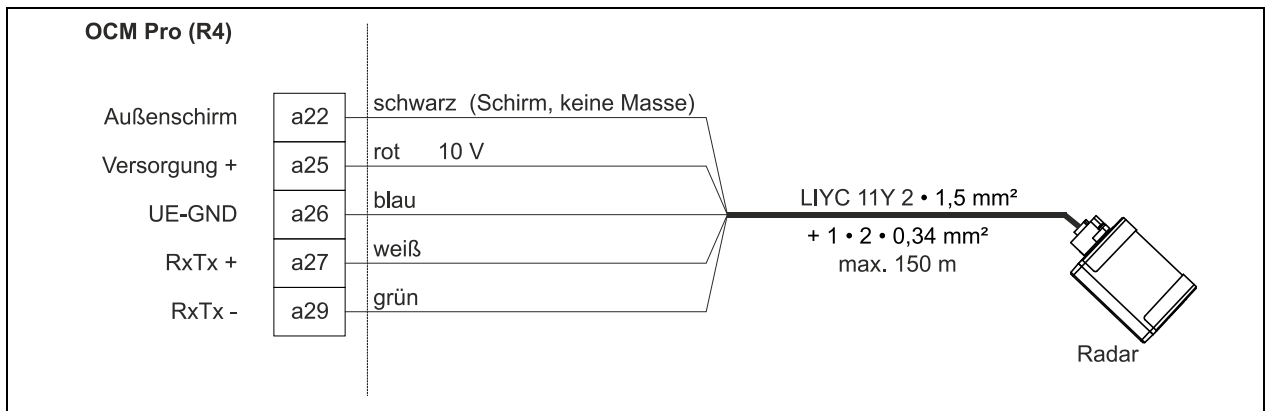 OCM Pro (R4)
Außenschirm a22 schwarz (Schirm, keine Masse)
Versorgung + a25 rot 10 V
UE-GND a26 blau
RxTx + a27 weiß
RxTx - a29 grün
LIYC 11Y 2 • 1,5 mm²
+ 1 • 2 • 0,34 mm²
max. 150 m
Radar